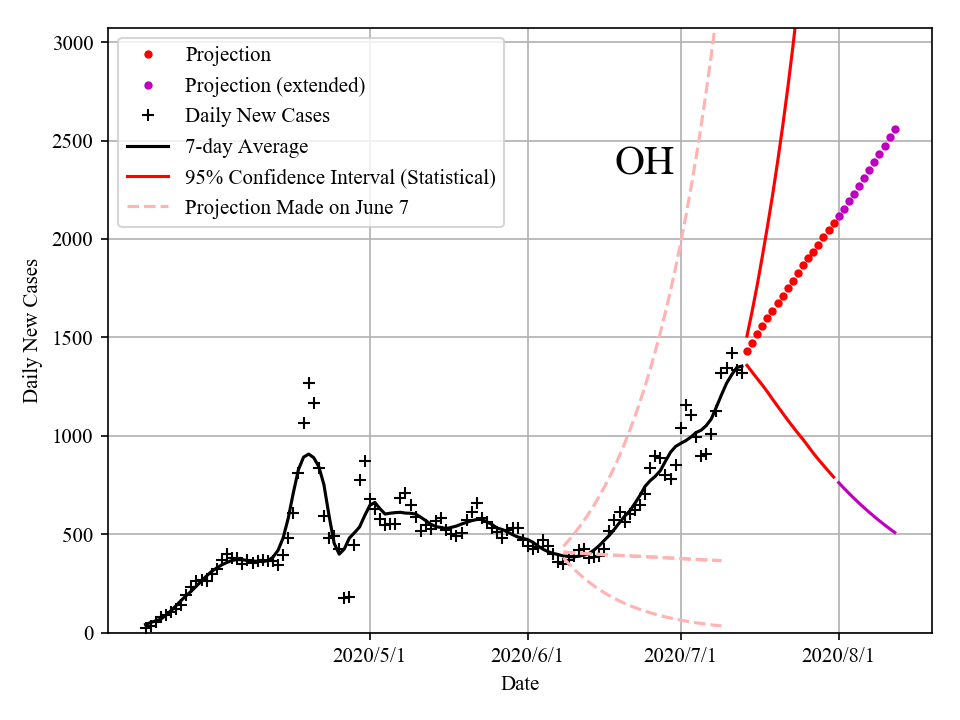 3000
2500
2000
1500
1000
500
0
Daily New Cases
Projection
Projection (extended)
Daily New Cases
7-day Average
95% Confidence Interval (Statistical)
Projection Made on June 7
OH
2020/5/1
2020/6/1
2020/7/1
2020/8/1
Date